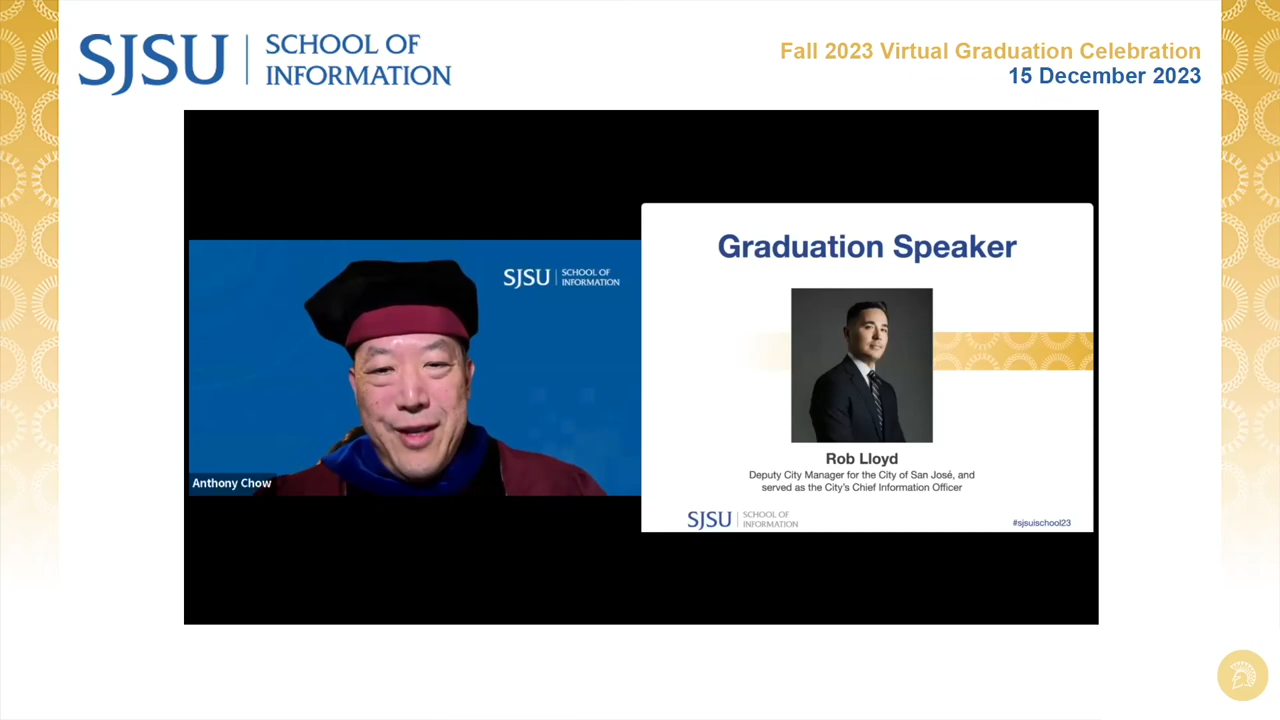 SJSU
SCHOOL OF
INFORMATION
Fall 2023 Virtual Graduation Celebration
15 December 2023
SJSU
SCHOOL OF
INFORMATION
Anthony Chow
Graduation Speaker
Rob Lloyd
Deputy City Manager for the City of San José, and
served as the City's Chief Information Officer
SJSU
SCHOOL OF
INFORMATION
#sjsuischool23